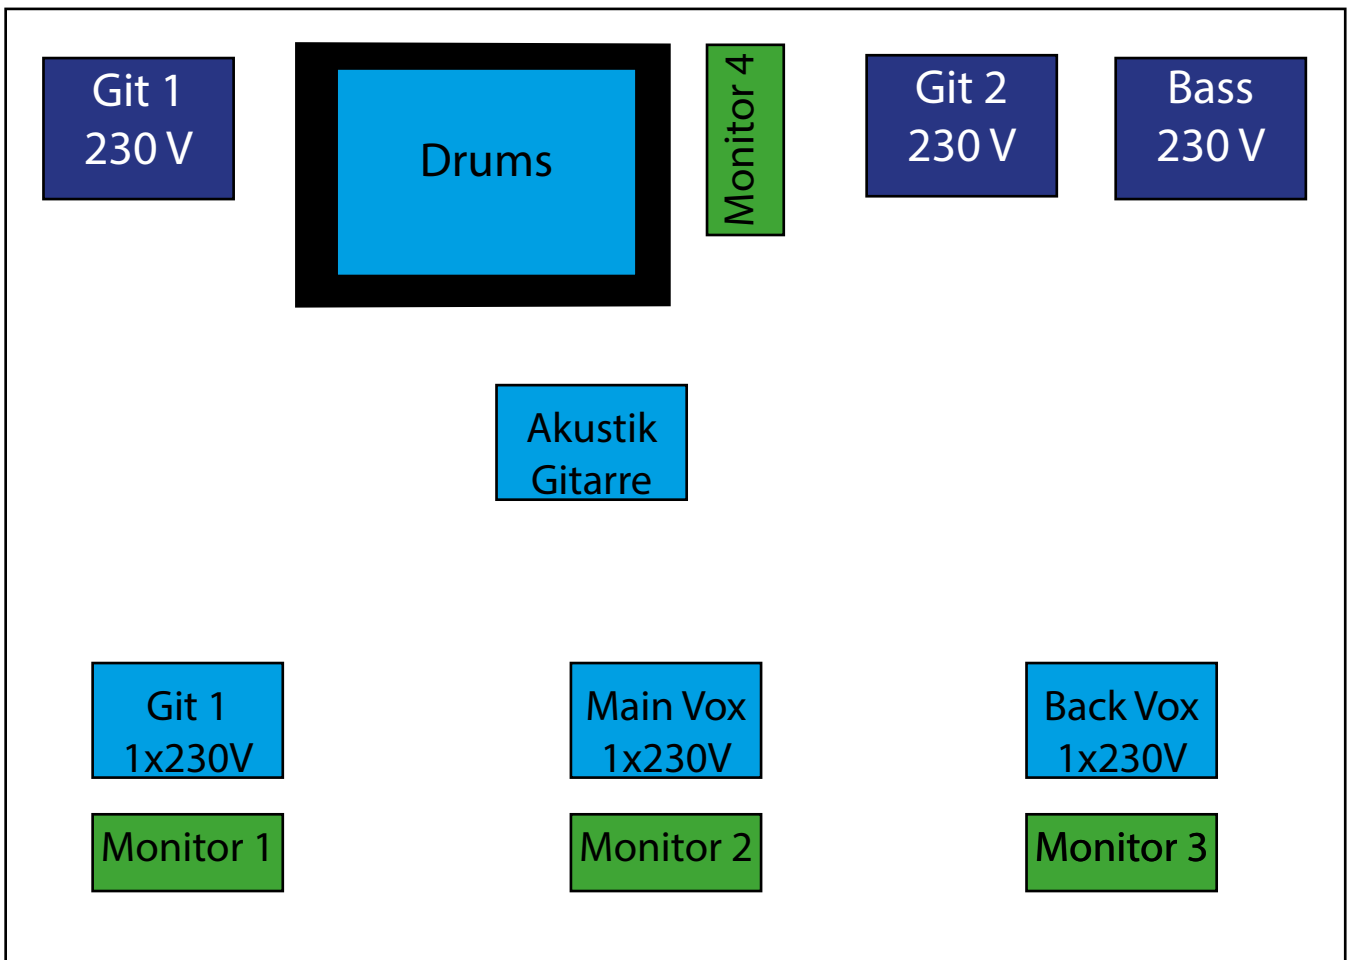 Git 1
230 V
Drums
Monitor 4
Git 2
230 V
Bass
230 V
Akustik
Gitarre
Git 1
1x230V
Main Vox
1x230V
Back Vox
1x230V
Monitor 1
Monitor 2
Monitor 3